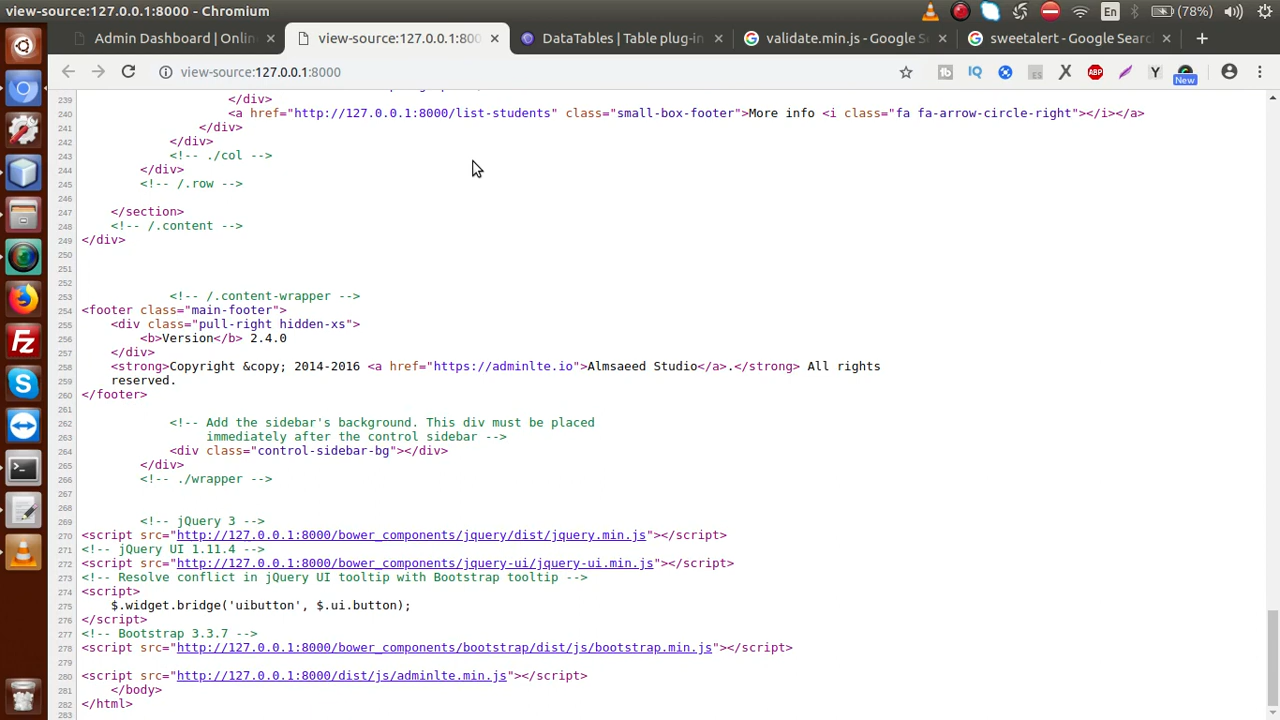 view-source:127.0.0.1:8000 - Chromium
En
(78%)
Admin Dashboard | Onlin
view-source:127.0.0.1:800
DataTables | Table plug-in
validate.min.js - Google S
sweetalert - Google Searc
view-source:127.0.0.1:8000
New
239 </div>
240 <a href="http://127.0.0.1:8000/list-students" class="small-box-footer">More info <i class="fa fa-arrow-circle-right"></i></a>
241 </div>
242 </div>
243 <!-- ./col -->
244 </div>
245 <!-- /.row -->
246
247 </section>
248 <!-- /.content -->
249 </div>
250
251
252
253 <!-- /.content-wrapper -->
254 <footer class="main-footer">
255 <div class="pull-right hidden-xs">
256 <b>Version</b> 2.4.0
257 </div>
258 <strong>Copyright &copy; 2014-2016 <a href="https://adminlte.io">Almsaeed Studio</a>.</strong> All rights
259 reserved.
260 </footer>
261
262 <!-- Add the sidebar's background. This div must be placed
263 immediately after the control sidebar -->
264 <div class="control-sidebar-bg"></div>
265 </div>
266 <!-- ./wrapper -->
267
268
269 <!-- jQuery 3 -->
270 <script src="http://127.0.0.1:8000/bower_components/jquery/dist/jquery.min.js"></script>
271 <!-- jQuery UI 1.11.4 -->
272 <script src="http://127.0.0.1:8000/bower_components/jquery-ui/jquery-ui.min.js"></script>
273 <!-- Resolve conflict in jQuery UI tooltip with Bootstrap tooltip -->
274 <script>
275 $.widget.bridge('uibutton', $.ui.button);
276 </script>
277 <!-- Bootstrap 3.3.7 -->
278 <script src="http://127.0.0.1:8000/bower_components/bootstrap/dist/js/bootstrap.min.js"></script>
279
280 <script src="http://127.0.0.1:8000/dist/js/adminlte.min.js"></script>
281 </body>
282 </html>
283